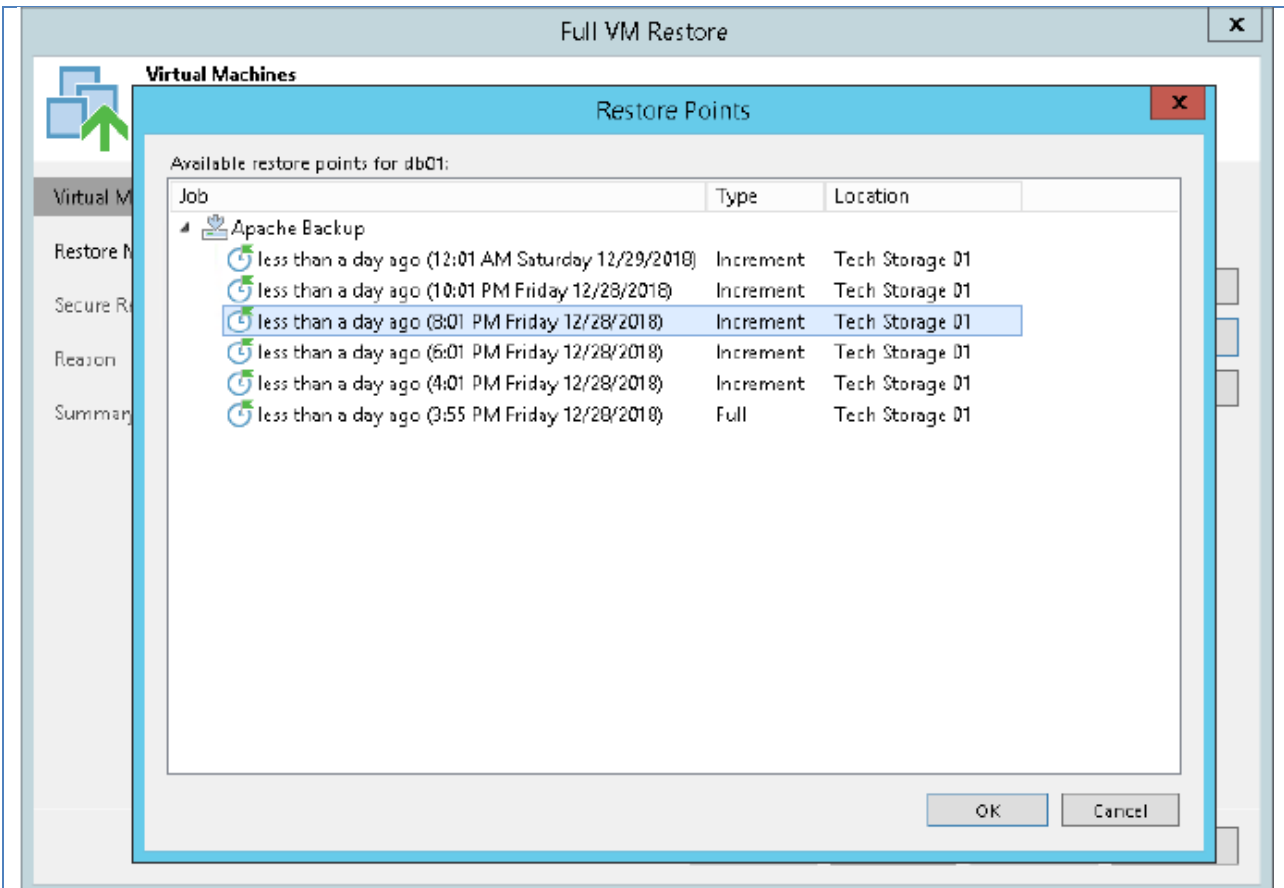 Full VM Restore
x
Virtual Machines
Restore Points
x
Available restore points for db01:
Job Type Location
Apache Backup
less than a day ago (12:01 AM Saturday 12/29/2018) Increment Tech Storage 01
less than a day ago (10:01 PM Friday 12/28/2018) Increment Tech Storage 01
less than a day ago (8:01 PM Friday 12/28/2018) Increment Tech Storage 01
less than a day ago (6:01 PM Friday 12/28/2018) Increment Tech Storage 01
less than a day ago (4:01 PM Friday 12/28/2018) Increment Tech Storage 01
less than a day ago (3:55 PM Friday 12/28/2018) Full Tech Storage 01
Virtual M
Restore
Secure Re
Reason
Summary
OK Cancel